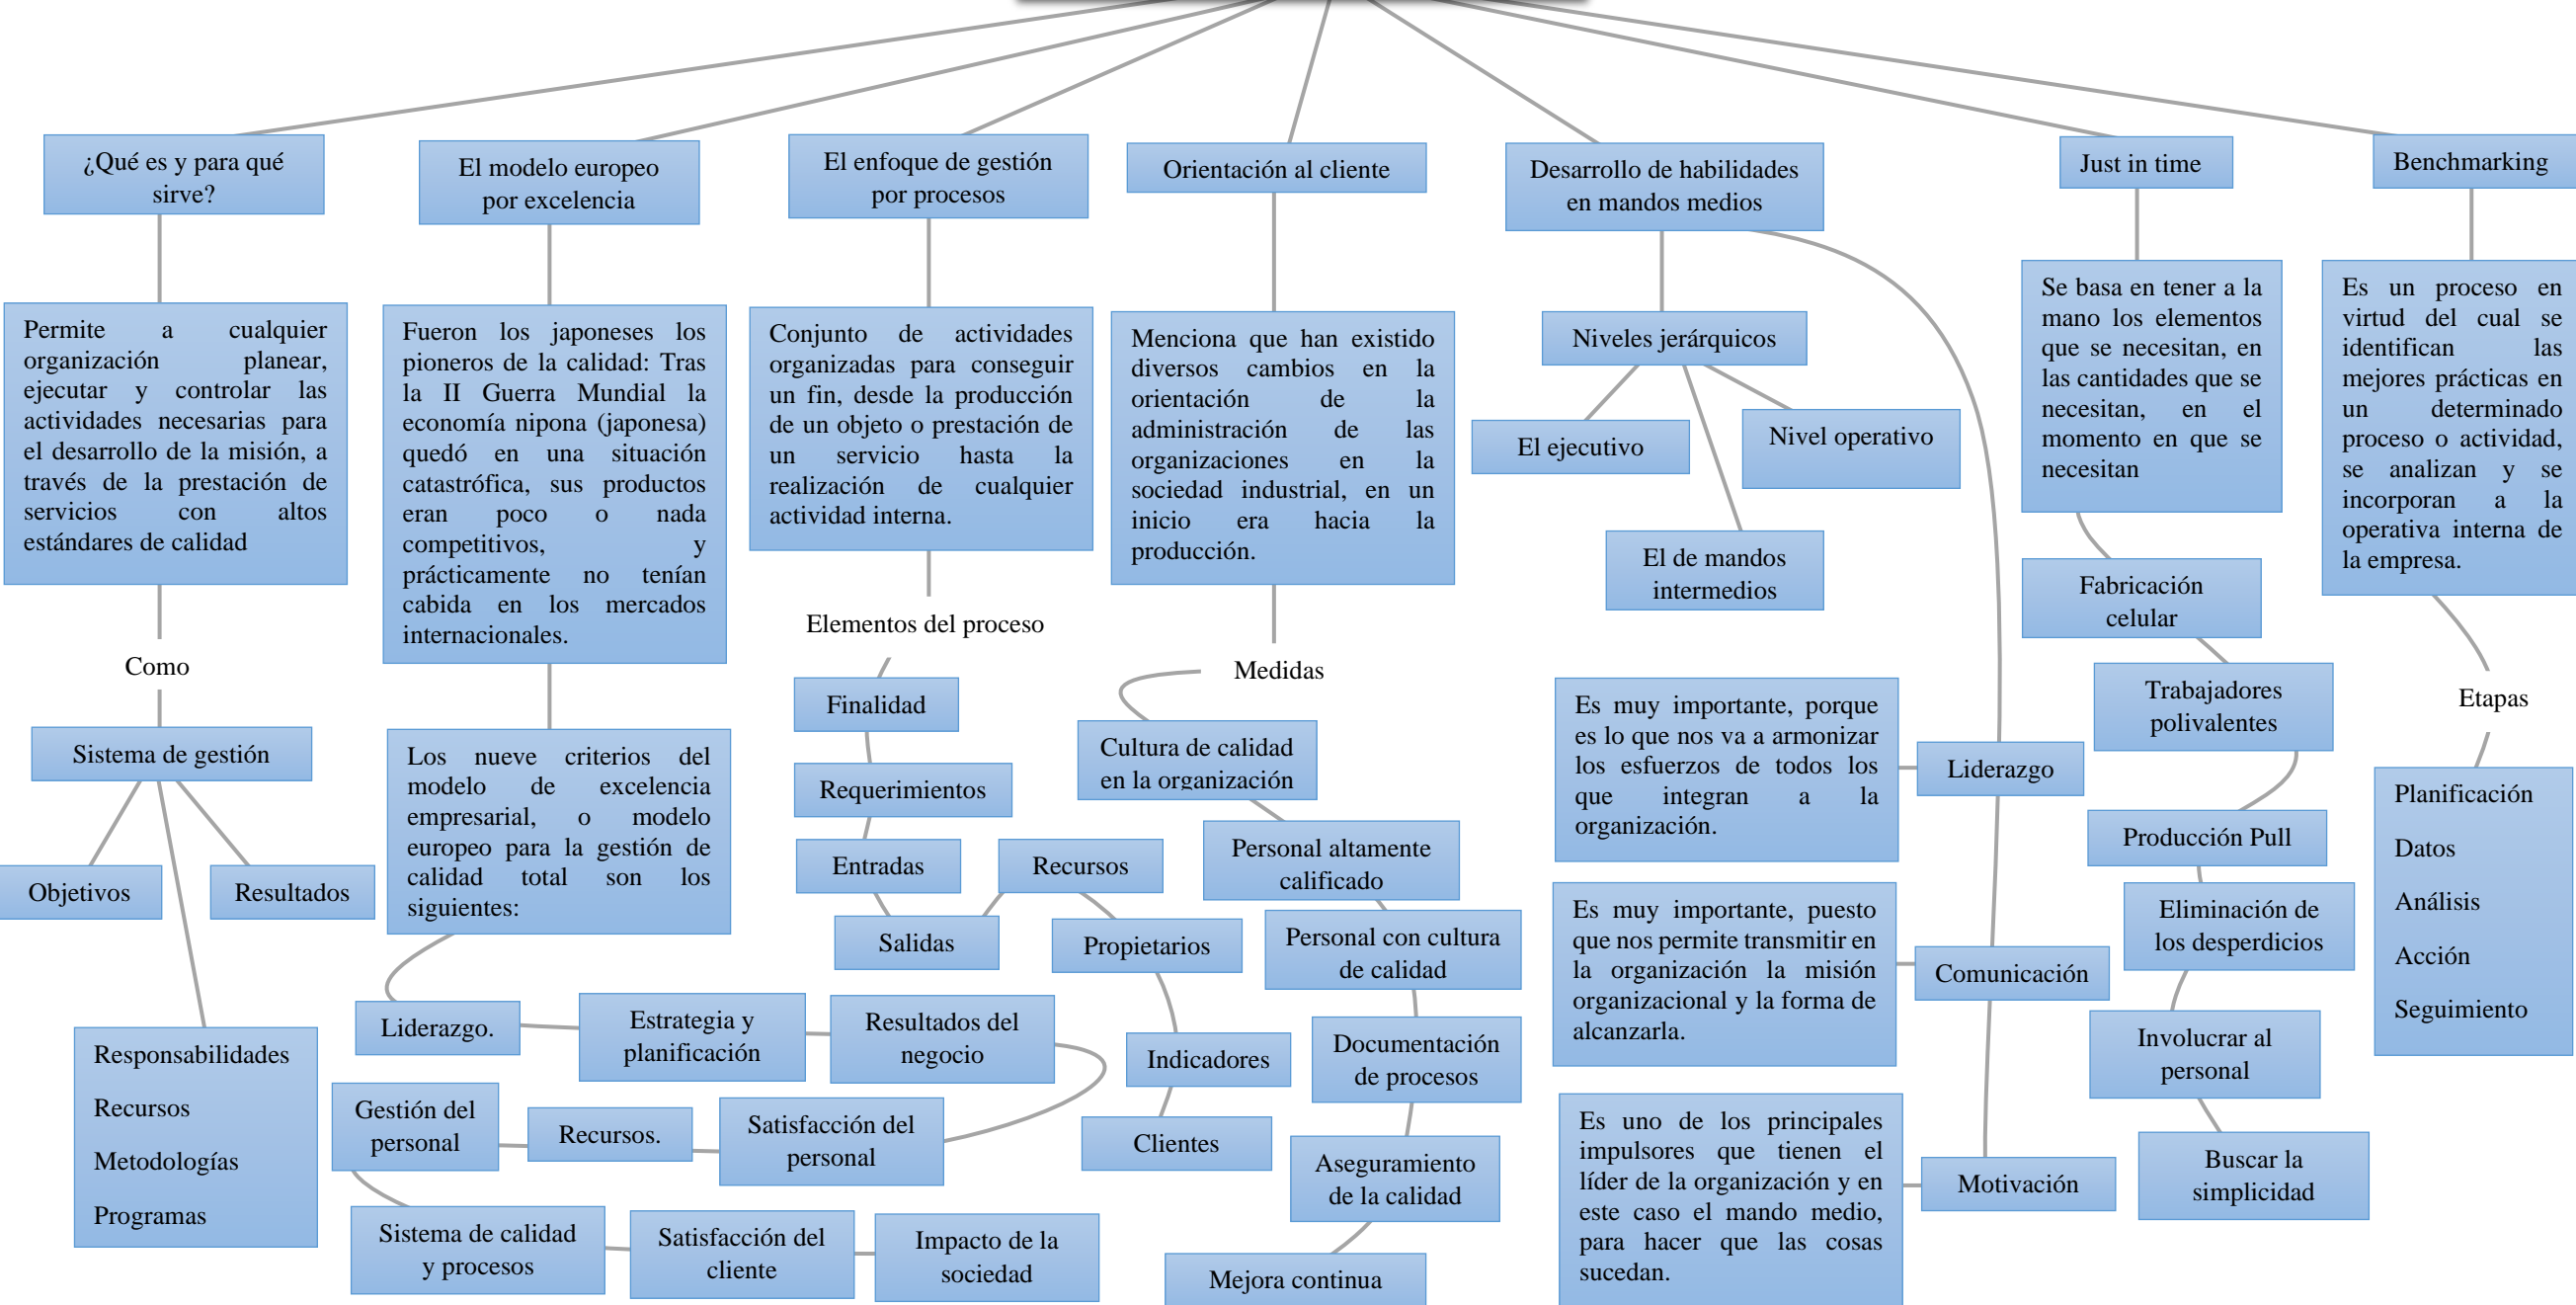 ¿Qué es y para qué
sirve?
Permite a cualquier
organización planear,
ejecutar y controlar las
actividades necesarias para
el desarrollo de la misión, a
través de la prestación de
servicios con altos
estándares de calidad
Como
Sistema de gestión
Objetivos
Resultados
Responsabilidades
Recursos
Metodologías
Programas
El modelo europeo
por excelencia
Fueron los japoneses los
pioneros de la calidad: Tras
la II Guerra Mundial la
economía nipona (japonesa)
quedó en una situación
catastrófica, sus productos
eran poco o nada
competitivos, y
prácticamente no tenían
cabida en los mercados
internacionales.
Los nueve criterios del
modelo de excelencia
empresarial, o modelo
europeo para la gestión de
calidad total son los
siguientes:
Liderazgo.
Estrategia y
planificación
Resultados del
negocio
Satisfacción del
personal
Recursos.
Gestión del
personal
Sistema de calidad
y procesos
Satisfacción del
cliente
Impacto de la
sociedad
El enfoque de gestión
por procesos
Conjunto de actividades
organizadas para conseguir
un fin, desde la producción
de un objeto o prestación de
un servicio hasta la
realización de cualquier
actividad interna.
Elementos del proceso
Finalidad
Requerimientos
Entradas
Salidas
Recursos
Propietarios
Indicadores
Clientes
Orientación al cliente
Menciona que han existido
diversos cambios en la
orientación de la
administración de las
organizaciones en la
sociedad industrial, en un
inicio era hacia la
producción.
Medidas
Cultura de calidad
en la organización
Personal altamente
calificado
Personal con cultura
de calidad
Documentación
de procesos
Aseguramiento
de la calidad
Mejora continua
Desarrollo de habilidades
en mandos medios
Niveles jerárquicos
El ejecutivo
El de mandos
intermedios
Nivel operativo
Liderazgo
Es muy importante, porque
es lo que nos va a armonizar
los esfuerzos de todos los
que integran a la
organización.
Comunicación
Es muy importante, puesto
que nos permite transmitir en
la organización la misión
organizacional y la forma de
alcanzarla.
Motivación
Es uno de los principales
impulsores que tienen el
líder de la organización y en
este caso el mando medio,
para hacer que las cosas
sucedan.
Just in time
Se basa en tener a la
mano los elementos
que se necesitan, en
las cantidades que se
necesitan, en el
momento en que se
necesitan
Fabricación
celular
Trabajadores
polivalentes
Producción Pull
Eliminación de
los desperdicios
Involucrar al
personal
Buscar la
simplicidad
Benchmarking
Es un proceso en
virtud del cual se
identifican las
mejores prácticas en
un determinado
proceso o actividad,
se analizan y se
incorporan a la
operativa interna de
la empresa.
Etapas
Planificación
Datos
Análisis
Acción
Seguimiento